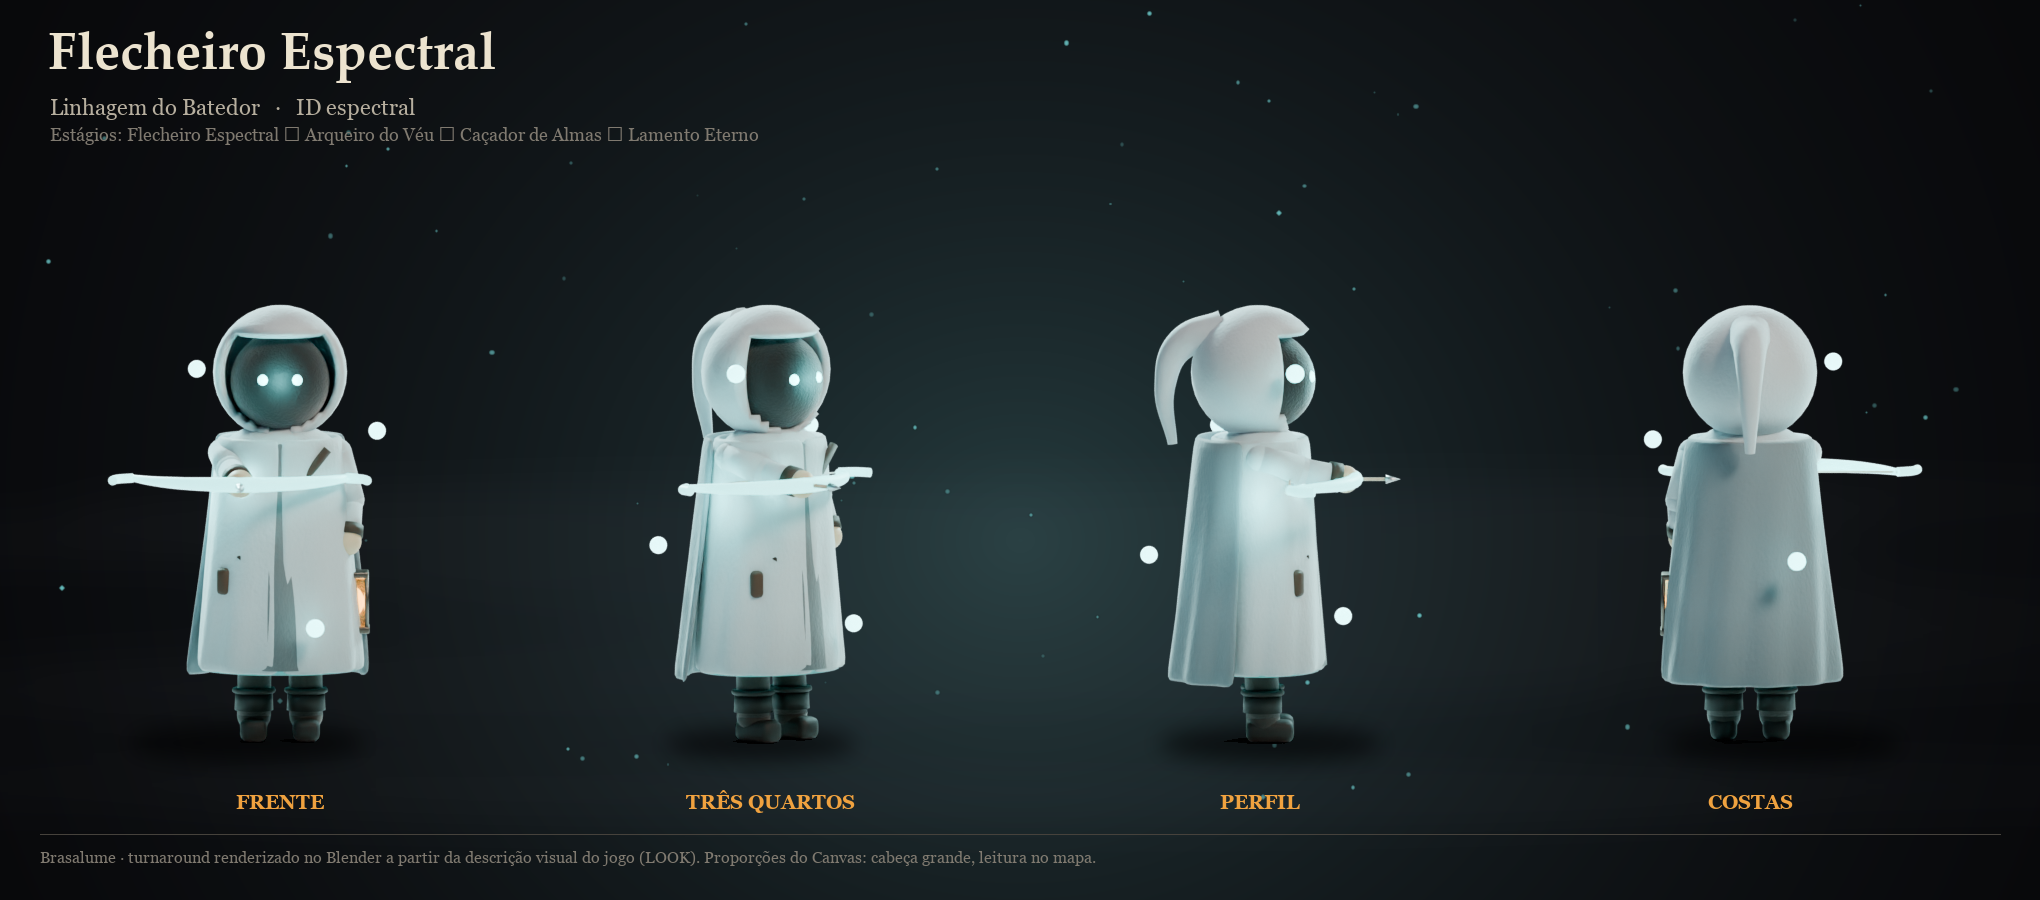 Flecheiro Espectral
Linhagem do Batedor · ID espectral
Estágios: Flecheiro Espectral □ Arqueiro do Véu □ Caçador de Almas □ Lamento Eterno
FRENTE
TRÊS QUARTOS
PERFIL
COSTAS
Brasalume · turnaround renderizado no Blender a partir da descrição visual do jogo (LOOK). Proporções do Canvas: cabeça grande, leitura no mapa.